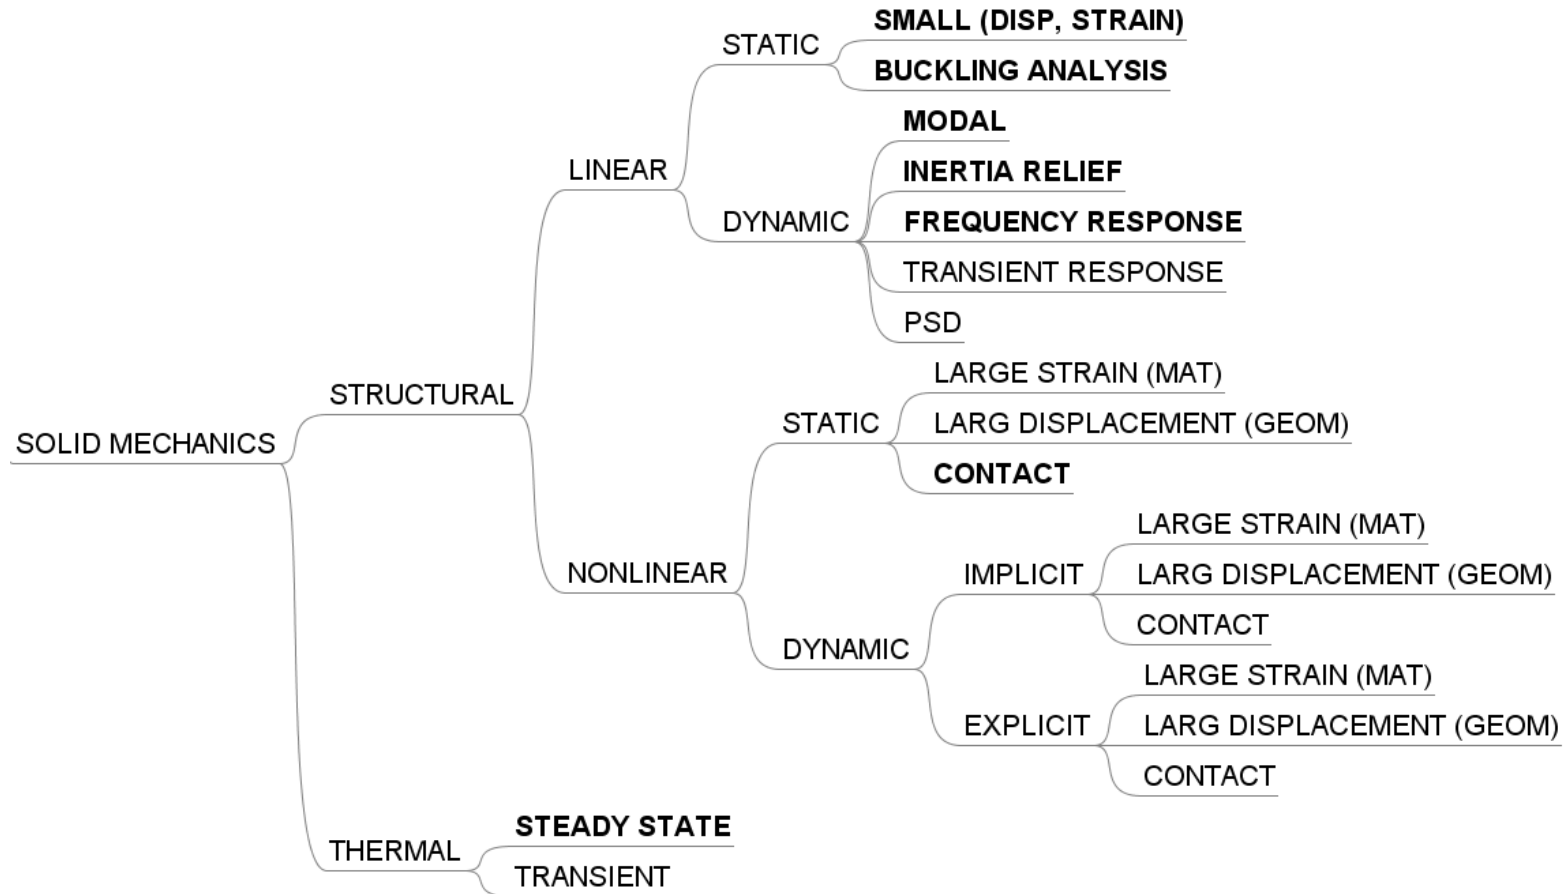 SMALL (DISP, STRAIN)
STATIC
BUCKLING ANALYSIS
MODAL
LINEAR
INERTIA RELIEF
DYNAMIC
FREQUENCY RESPONSE
TRANSIENT RESPONSE
PSD
LARGE STRAIN (MAT)
STRUCTURAL
STATIC
LARG DISPLACEMENT (GEOM)
SOLID MECHANICS
CONTACT
LARGE STRAIN (MAT)
NONLINEAR
IMPLICIT
LARG DISPLACEMENT (GEOM)
CONTACT
DYNAMIC
LARGE STRAIN (MAT)
EXPLICIT
LARG DISPLACEMENT (GEOM)
CONTACT
STEADY STATE
THERMAL
TRANSIENT